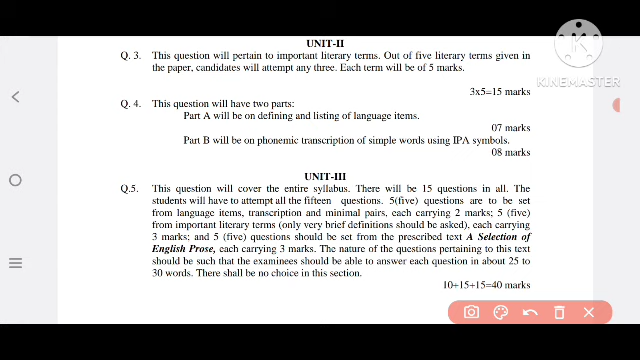 UNIT-II
Q. 3. This question will pertain to important literary terms. Out of five literary terms given in
the paper, candidates will attempt any three. Each term will be of 5 marks.
3x5=15 marks
Q. 4. This question will have two parts:
Part A will be on defining and listing of language items.
07 marks
Part B will be on phonemic transcription of simple words using IPA symbols.
08 marks
UNIT-III
Q.5. This question will cover the entire syllabus. There will be 15 questions in all. The
students will have to attempt all the fifteen questions. 5(five) questions are to be set
from language items, transcription and minimal pairs, each carrying 2 marks; 5 (five)
from important literary terms (only very brief definitions should be asked), each carrying
3 marks; and 5 (five) questions should be set from the prescribed text A Selection of
English Prose, each carrying 3 marks. The nature of the questions pertaining to this text
should be such that the examinees should be able to answer each question in about 25 to
30 words. There shall be no choice in this section.
10+15+15=40 marks
K
KINEMASTER